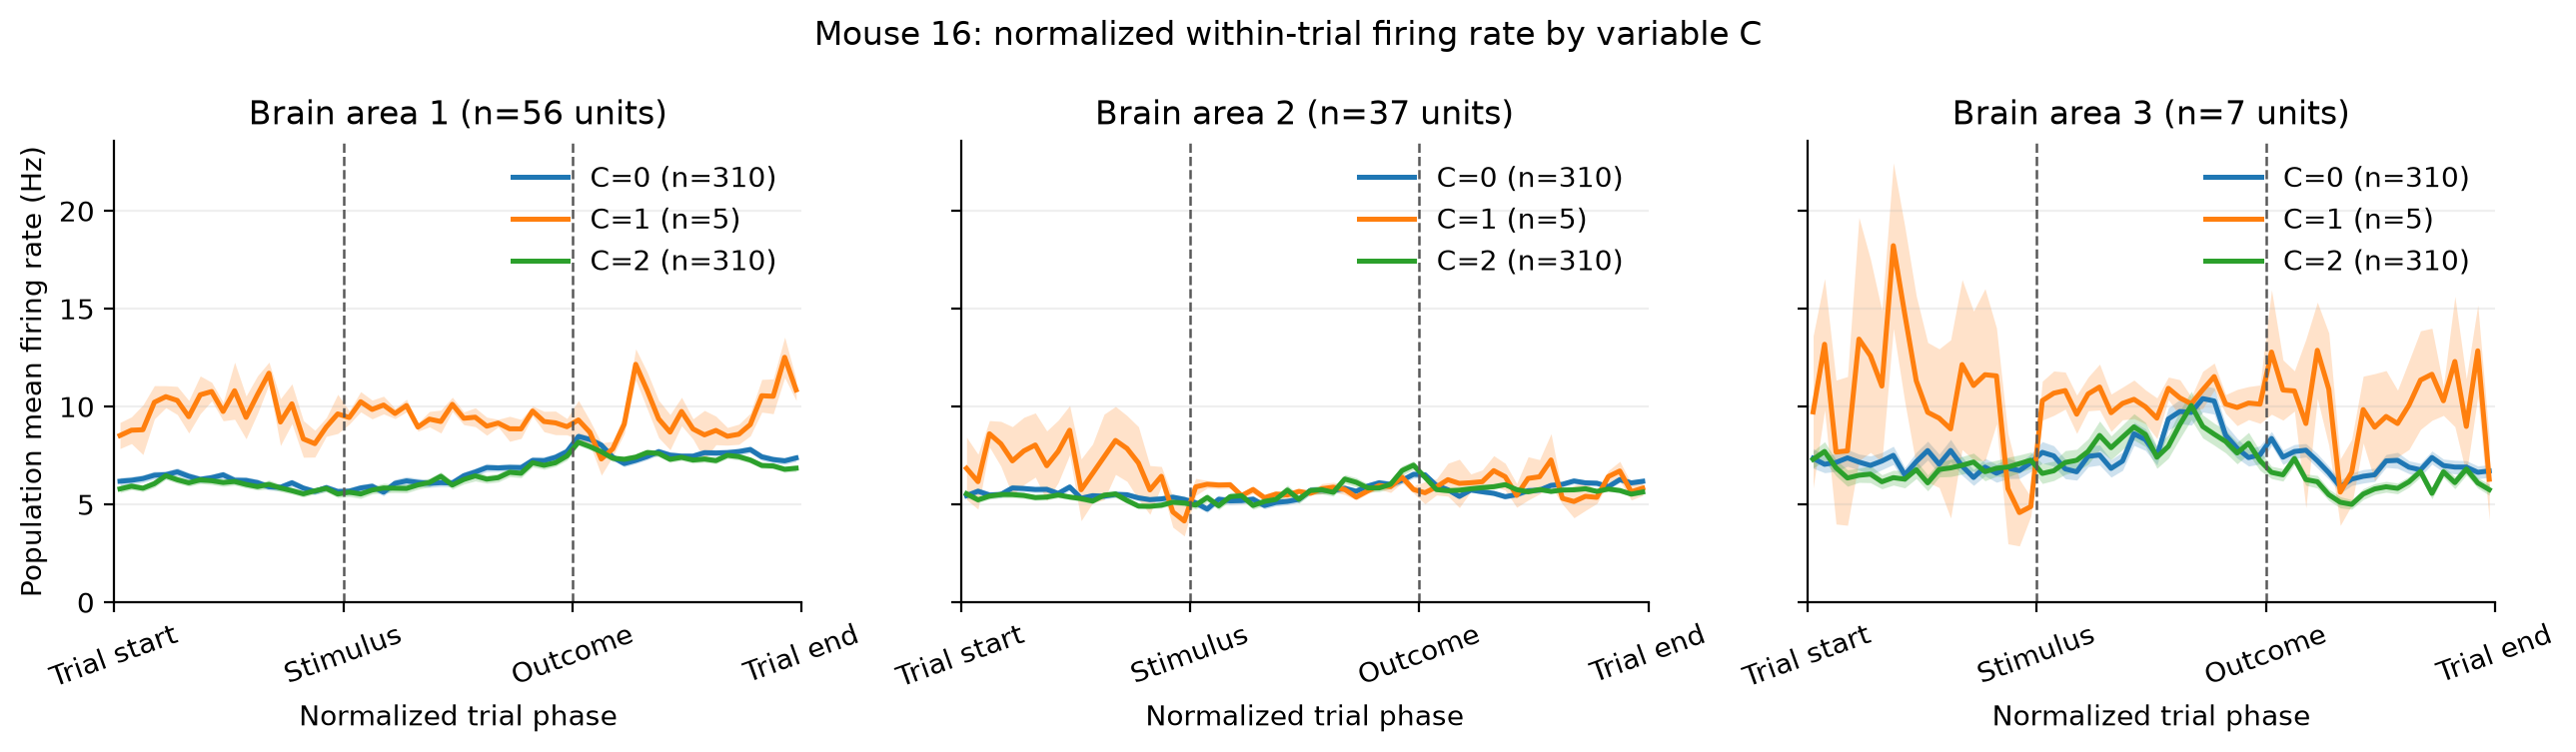 Mouse 16: normalized within-trial firing rate by variable C
Brain area 1 (n=56 units)
Population mean firing rate (Hz)
20
15
10
5
0
C=0 (n=310)
C=1 (n=5)
C=2 (n=310)
Trial start
Stimulus
Outcome
Trial end
Normalized trial phase
Brain area 2 (n=37 units)
C=0 (n=310)
C=1 (n=5)
C=2 (n=310)
Trial start
Stimulus
Outcome
Trial end
Normalized trial phase
Brain area 3 (n=7 units)
C=0 (n=310)
C=1 (n=5)
C=2 (n=310)
Trial start
Stimulus
Outcome
Trial end
Normalized trial phase